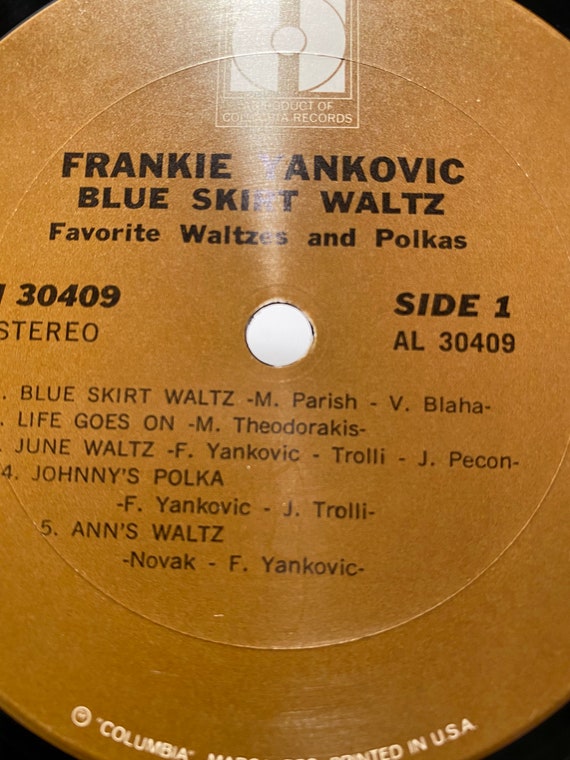 A PRODUCT OF
COLUMBIA RECORDS
FRANKIE YANKOVIC
BLUE SKIRT WALTZ
Favorite Waltzes and Polkas
30409
STEREO
SIDE 1
AL 30409
. BLUE SKIRT WALTZ -M. Parish - V. Blaha-
. LIFE GOES ON -M. Theodorakis-
JUNE WALTZ -F. Yankovic - Trolli - J. Pecon-
4. JOHNNY'S POLKA
-F. Yankovic - J. Trolli-
5. ANN'S WALTZ
-Novak - F. Yankovic-
© "COLUMBIA" PRINTED IN U.S.A.